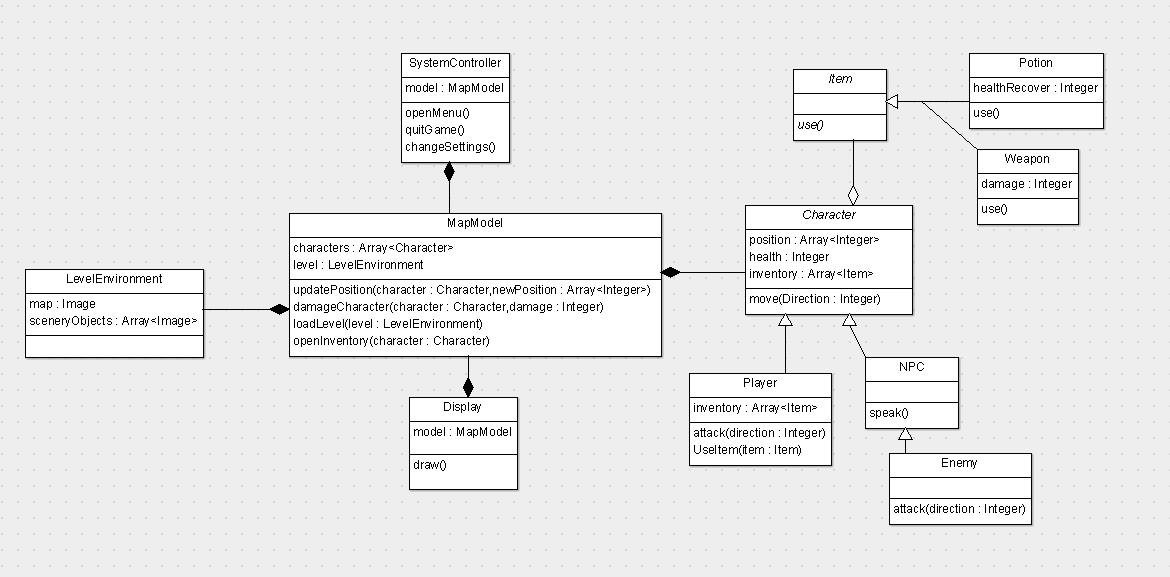 SystemController
model : MapModel
openMenu()
quitGame()
changeSettings()
Item
use()
Potion
healthRecover : Integer
use()
Weapon
damage : Integer
use()
MapModel
characters : Array<Character>
level : LevelEnvironment
updatePosition(character : Character,newPosition : Array<Integer>)
damageCharacter(character : Character,damage : Integer)
loadLevel(level : LevelEnvironment)
openInventory(character : Character)
Character
position : Array<Integer>
health : Integer
inventory : Array<Item>
move(Direction : Integer)
LevelEnvironment
map : Image
sceneryObjects : Array<Image>
Display
model : MapModel
draw()
Player
inventory : Array<Item>
attack(direction : Integer)
UseItem(item : Item)
NPC
speak()
Enemy
attack(direction : Integer)